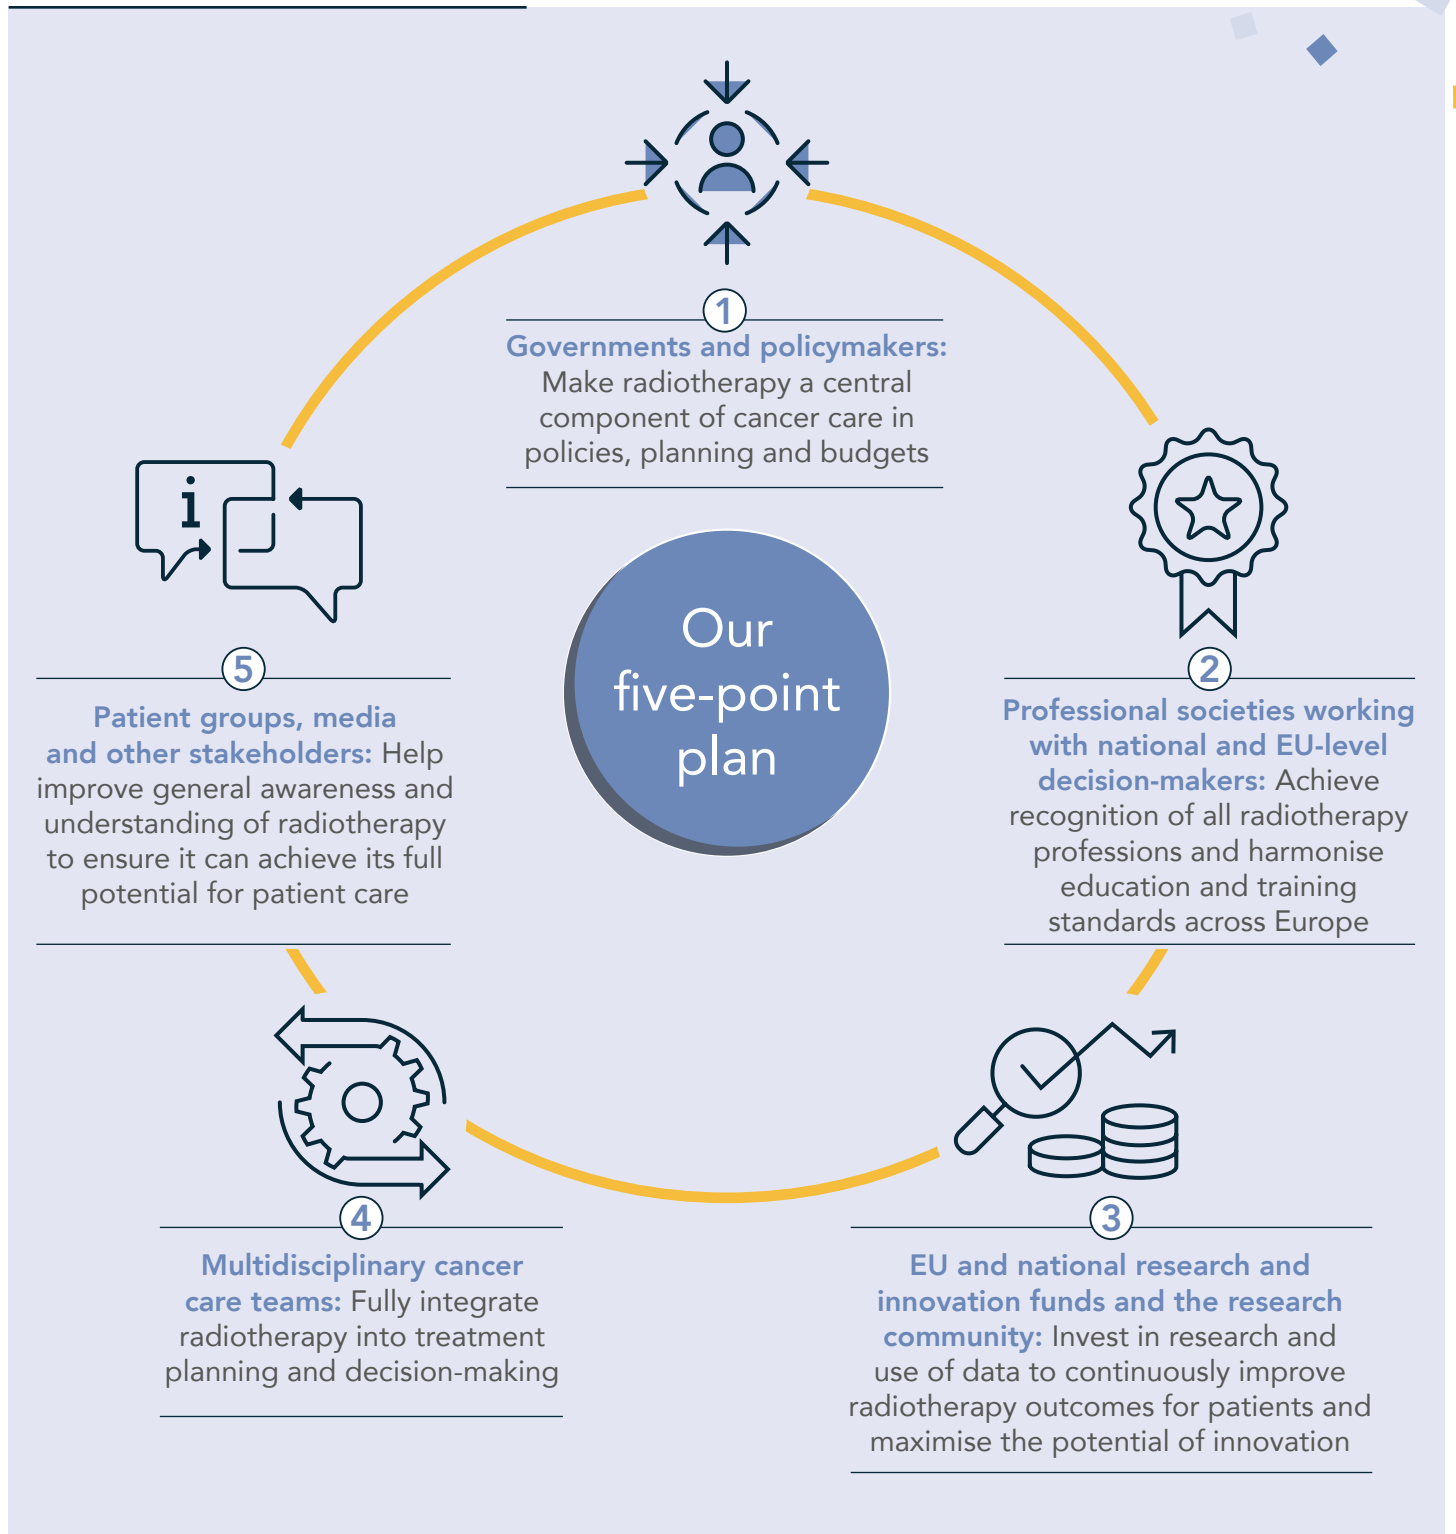 1
Governments and policymakers:
Make radiotherapy a central
component of cancer care in
policies, planning and budgets
Our
five-point
plan
2
Professional societies working
with national and EU-level
decision-makers: Achieve
recognition of all radiotherapy
professions and harmonise
education and training
standards across Europe
3
EU and national research and
innovation funds and the research
community: Invest in research and
use of data to continuously improve
radiotherapy outcomes for patients and
maximise the potential of innovation
4
Multidisciplinary cancer
care teams: Fully integrate
radiotherapy into treatment
planning and decision-making
i
5
Patient groups, media
and other stakeholders: Help
improve general awareness and
understanding of radiotherapy
to ensure it can achieve its full
potential for patient care